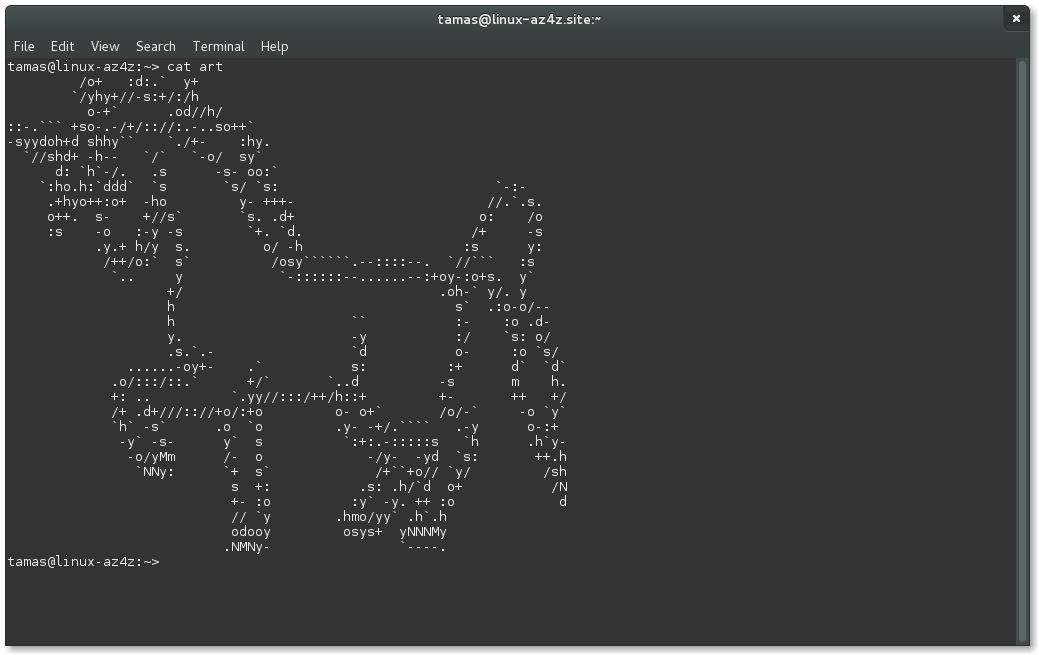 tamas@linux-az4z.site:~
File Edit View Search Terminal Help
tamas@linux-az4z:~> cat art
          /o+   :d:.`  y+
        `/yhy+//-s:+/:/h
          o-+`      .od//h/
::-.``` +so-.-/+/:://:.-..so++`
-syydoh+d shhy``    `./+-    :hy.
  `//shd+ -h--   `/`   `-o/  sy`
      d: `h`-/.   .s      -s- oo:`
    `:ho.h:`ddd`  `s       `s/ `s:                           `-:-
     .+hyo++:o+  -ho         y- +++-                        //.`.s.
     o++.  s-    +//s`       `s. .d+                       o:    /o
     :s    -o   :-y -s        `+. `d.                     /+     -s
           .y.+ h/y  s.         o/ -h                    :s      y:
            /++/o:`  s`          /osy``````.--::::--.  `//```   :s
             `..     y            `-::::::--......--:+oy-:o+s.  y`
                    +/                                .oh-` y/. y
                    h                                   s`  .:o-o/--
                    h                      ``           :-    :o .d-
                    y.                     -y           :/    `s: o/
                    .s.`.-                 `d           o-     :o `s/
               ......-oy+-    .`           s:          :+      d`  `d`
             .o/:::/::.`      +/`       `..d          -s       m    h.
             +: ..          `.yy//:::/++/h::+         +-       ++   +/
             /+ .d+///:://+o/:+o         o- o+`       /o/-`     -o `y`
             `h` -s`      .o  `o         .y- -+/.````   .-y      o-:+
              -y` -s-      y`  s          `:+:.-:::::s   `h      .h`y-
               -o/yMm      /-  o             -/y-  -yd  `s:       ++.h
                `NNy:      `+  s`             /+``+o//  `y/         /sh
                            s  +:           .s: .h/`d  o+           /N
                            +- :o          :y` -y. ++ :o             d
                            // `y        .hmo/yy` .h`.h
                            odooy         osys+  yNNNMy
                           .NMNy-                `----.
tamas@linux-az4z:~>